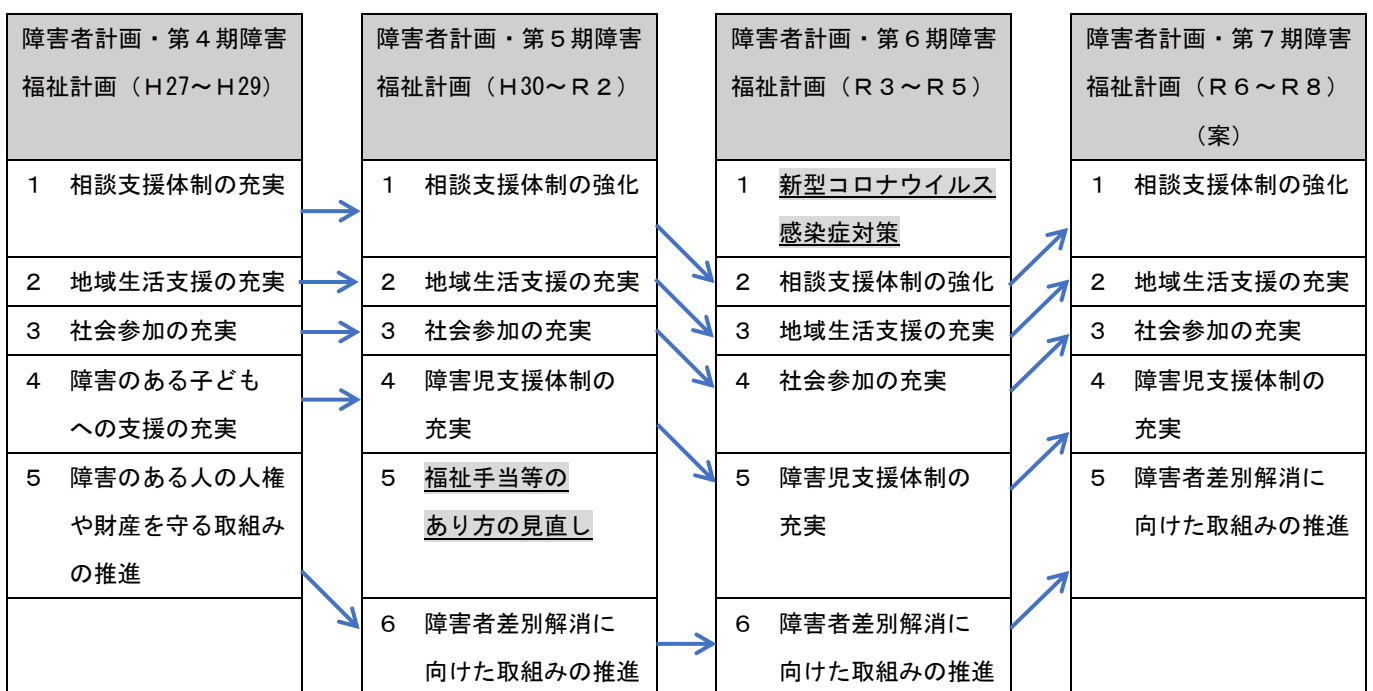 障害者計画・第４期障害
福祉計画（H27～H29）
１　相談支援体制の充実
２　地域生活支援の充実
３　社会参加の充実
４　障害のある子ども
への支援の充実
５　障害のある人の人権
や財産を守る取組み
の推進
障害者計画・第５期障害
福祉計画（Ｈ30～Ｒ２）
１　相談支援体制の強化
２　地域生活支援の充実
３　社会参加の充実
４　障害児支援体制の
充実
５　福祉手当等の
あり方の見直し
６　障害者差別解消に
向けた取組みの推進
障害者計画・第６期障害
福祉計画（Ｒ３～Ｒ５）
１　新型コロナウイルス
感染症対策
２　相談支援体制の強化
３　地域生活支援の充実
４　社会参加の充実
５　障害児支援体制の
充実
６　障害者差別解消に
向けた取組みの推進
障害者計画・第７期障害
福祉計画（Ｒ６～Ｒ８）
（案）
１　相談支援体制の強化
２　地域生活支援の充実
３　社会参加の充実
４　障害児支援体制の
充実
５　障害者差別解消に
向けた取組みの推進